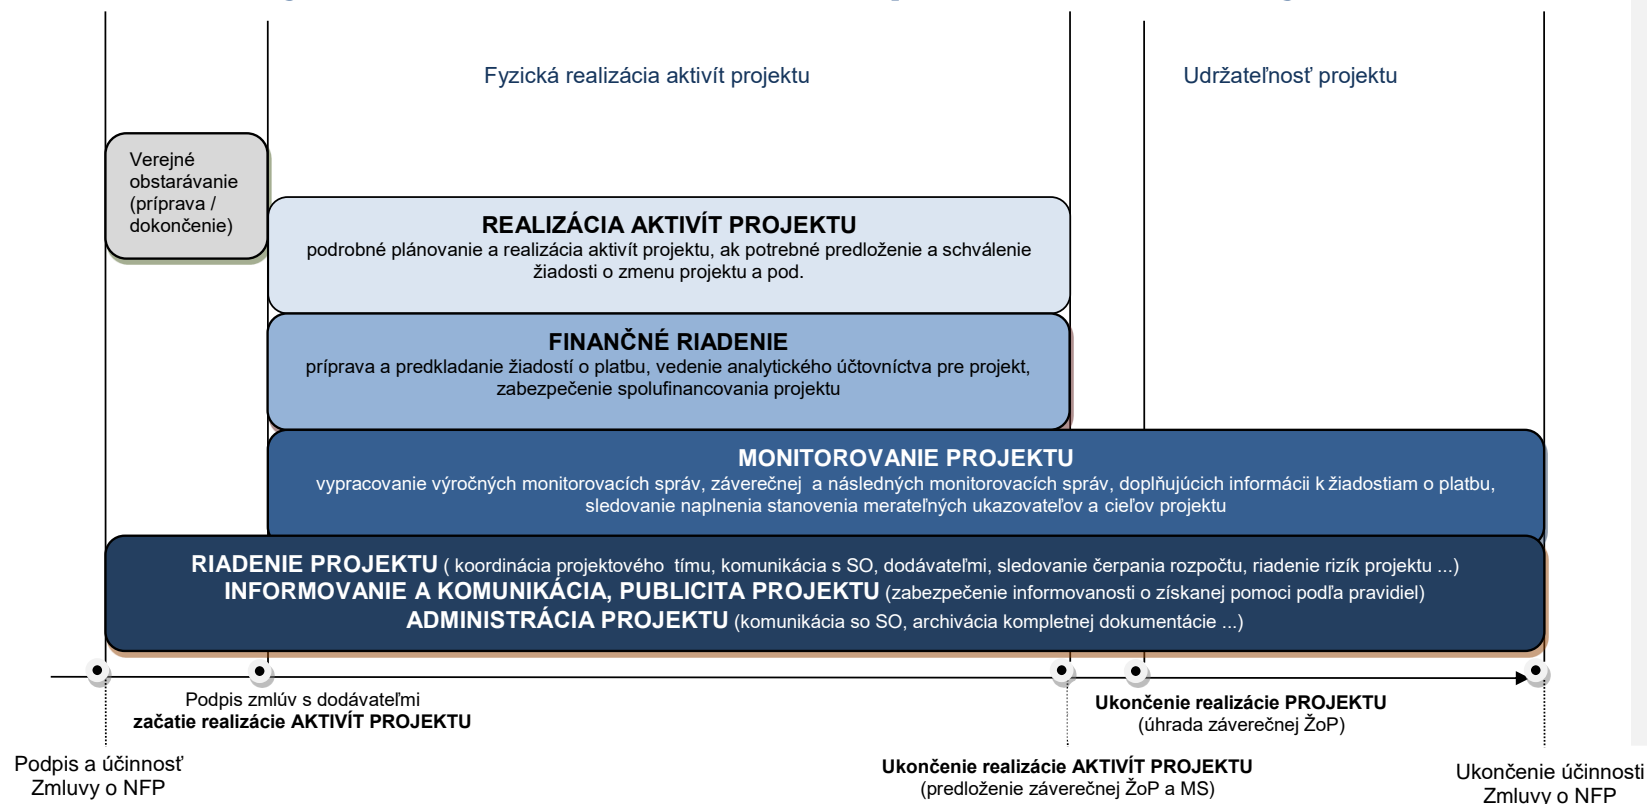 Fyzická realizácia aktivít projektu
Udržateľnosť projektu
Verejné
obstarávanie
(príprava /
dokončenie)
REALIZÁCIA AKTIVÍT PROJEKTU
podrobné plánovanie a realizácia aktivít projektu, ak potrebné predloženie a schválenie
žiadosti o zmenu projektu a pod.
FINANČNÉ RIADENIE
príprava a predkladanie žiadostí o platbu, vedenie analytického účtovníctva pre projekt,
zabezpečenie spolufinancovania projektu
MONITOROVANIE PROJEKTU
vypracovanie výročných monitorovacích správ, záverečnej a následných monitorovacích správ, doplňujúcich informácii k žiadostiam o platbu,
sledovanie naplnenia stanovenia merateľných ukazovateľov a cieľov projektu
RIADENIE PROJEKTU ( koordinácia projektového tímu, komunikácia s SO, dodávateľmi, sledovanie čerpania rozpočtu, riadenie rizík projektu ...)
INFORMOVANIE A KOMUNIKÁCIA, PUBLICITA PROJEKTU (zabezpečenie informovanosti o získanej pomoci podľa pravidiel)
ADMINISTRÁCIA PROJEKTU (komunikácia so SO, archivácia kompletnej dokumentácie ...)
Podpis zmlúv s dodávateľmi
začatie realizácie AKTIVÍT PROJEKTU
Ukončenie realizácie PROJEKTU
(úhrada záverečnej ŽoP)
Podpis a účinnosť
Zmluvy o NFP
Ukončenie realizácie AKTIVÍT PROJEKTU
(predloženie záverečnej ŽoP a MS)
Ukončenie účinnosti
Zmluvy o NFP